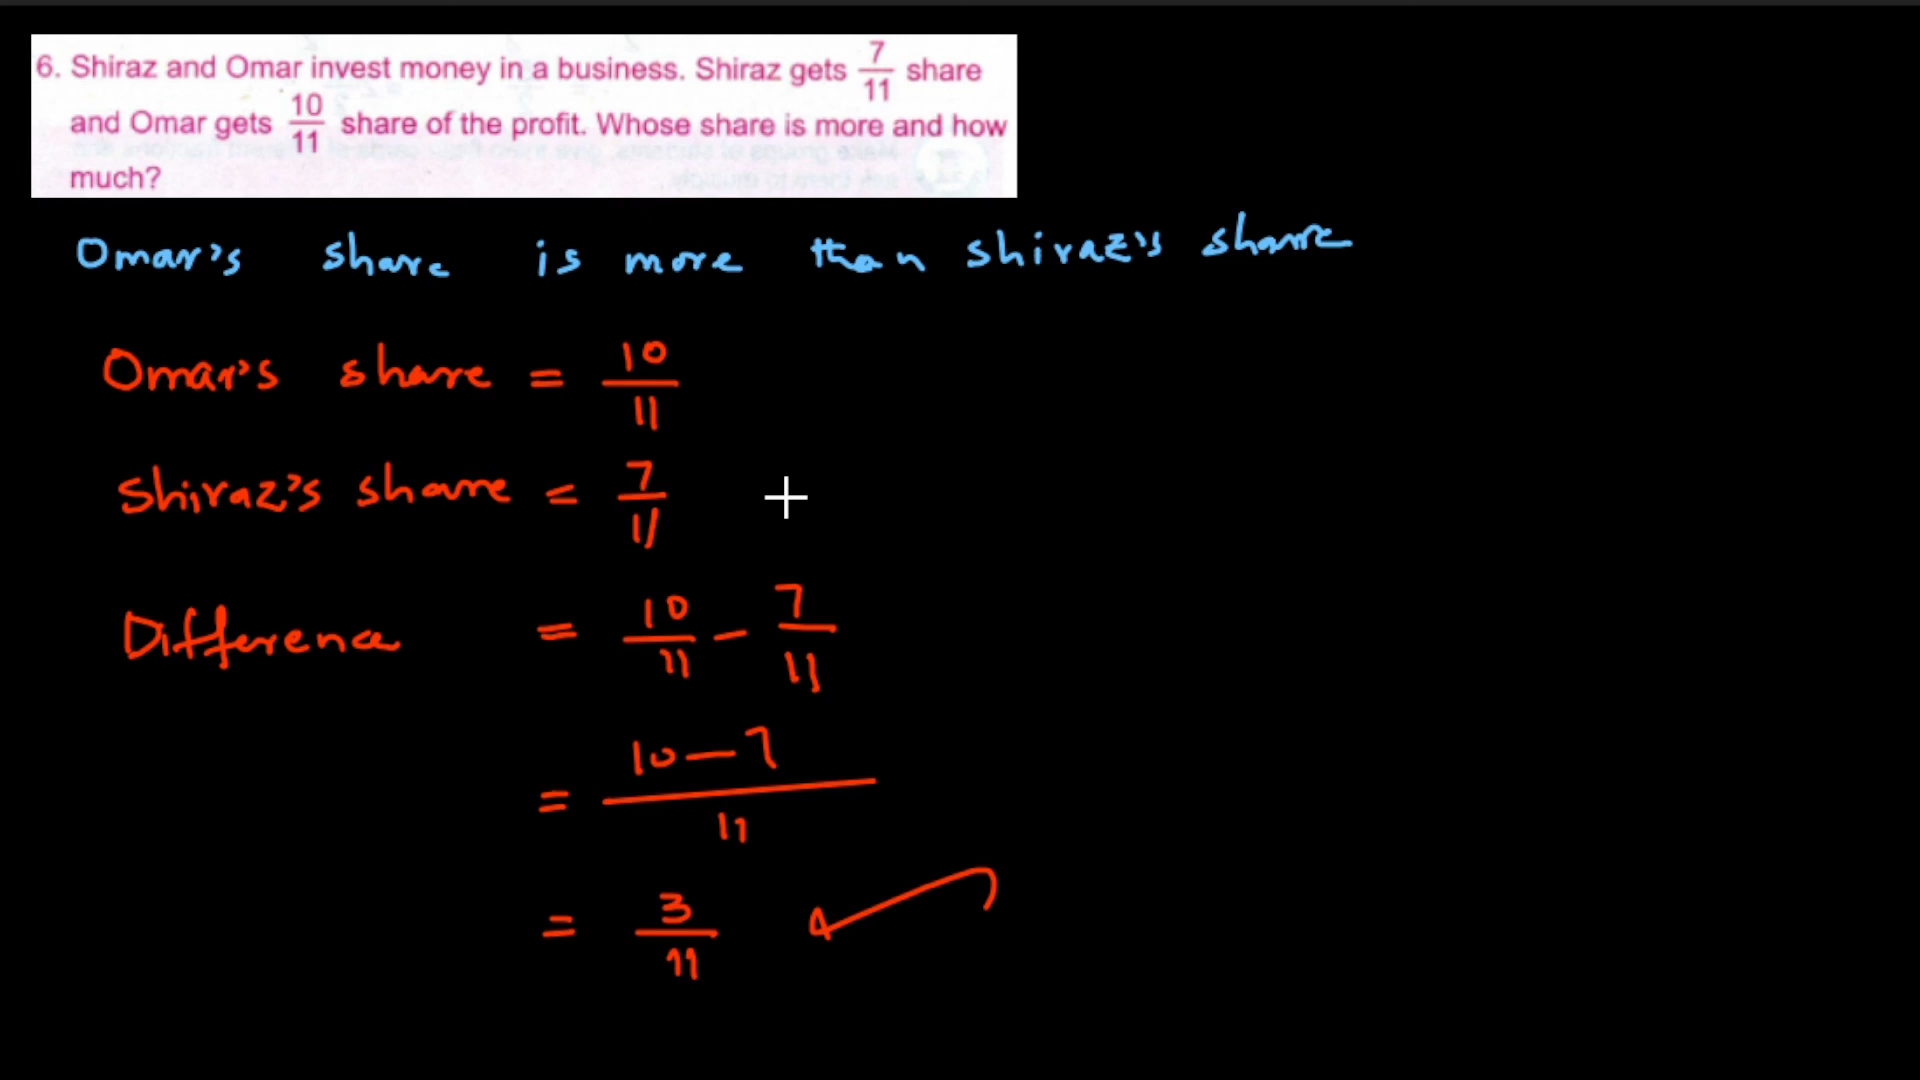 6. Shiraz and Omar invest money in a business. Shiraz gets 7/11 share
and Omar gets 10/11 share of the profit. Whose share is more and how
much?
Omar's share is more than shiraz's share
Omar's share = 10/11
Shiraz's share = 7/11
Difference = 10/11 - 7/11
= 10-7/11
= 3/11